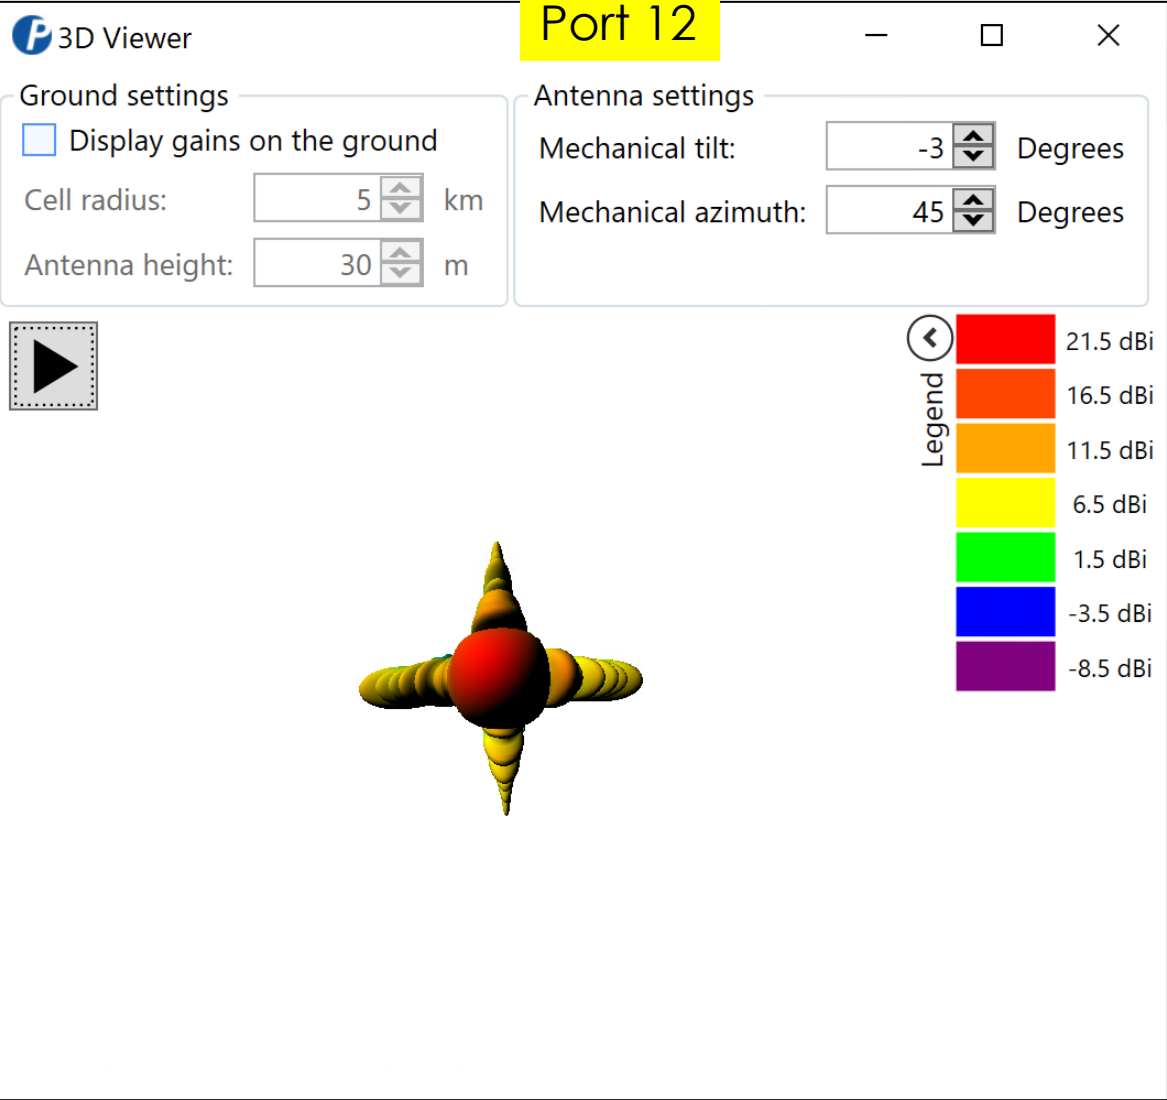 3D Viewer
Port 12
Ground settings
Display gains on the ground
Cell radius: 5 km
Antenna height: 30 m
Antenna settings
Mechanical tilt: -3 Degrees
Mechanical azimuth: 45 Degrees
Legend
21.5 dBi
16.5 dBi
11.5 dBi
6.5 dBi
1.5 dBi
-3.5 dBi
-8.5 dBi